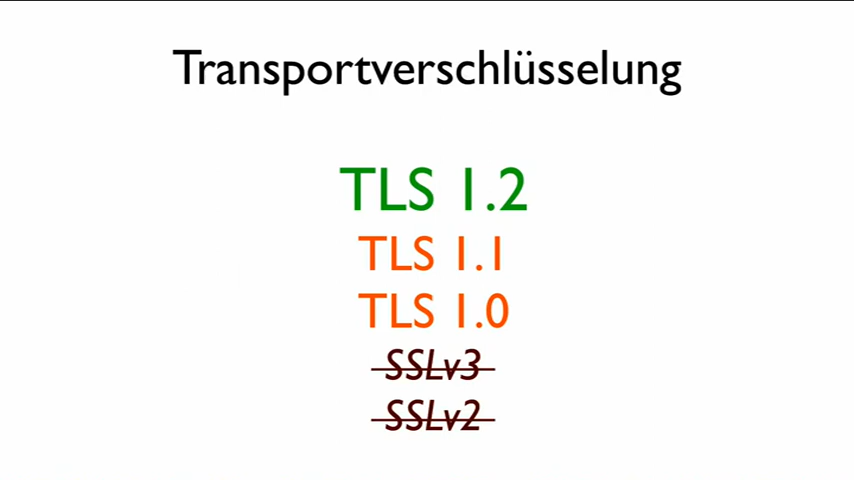 Transportverschlüsselung
TLS 1.2
TLS 1.1
TLS 1.0
SSLv3
SSLv2